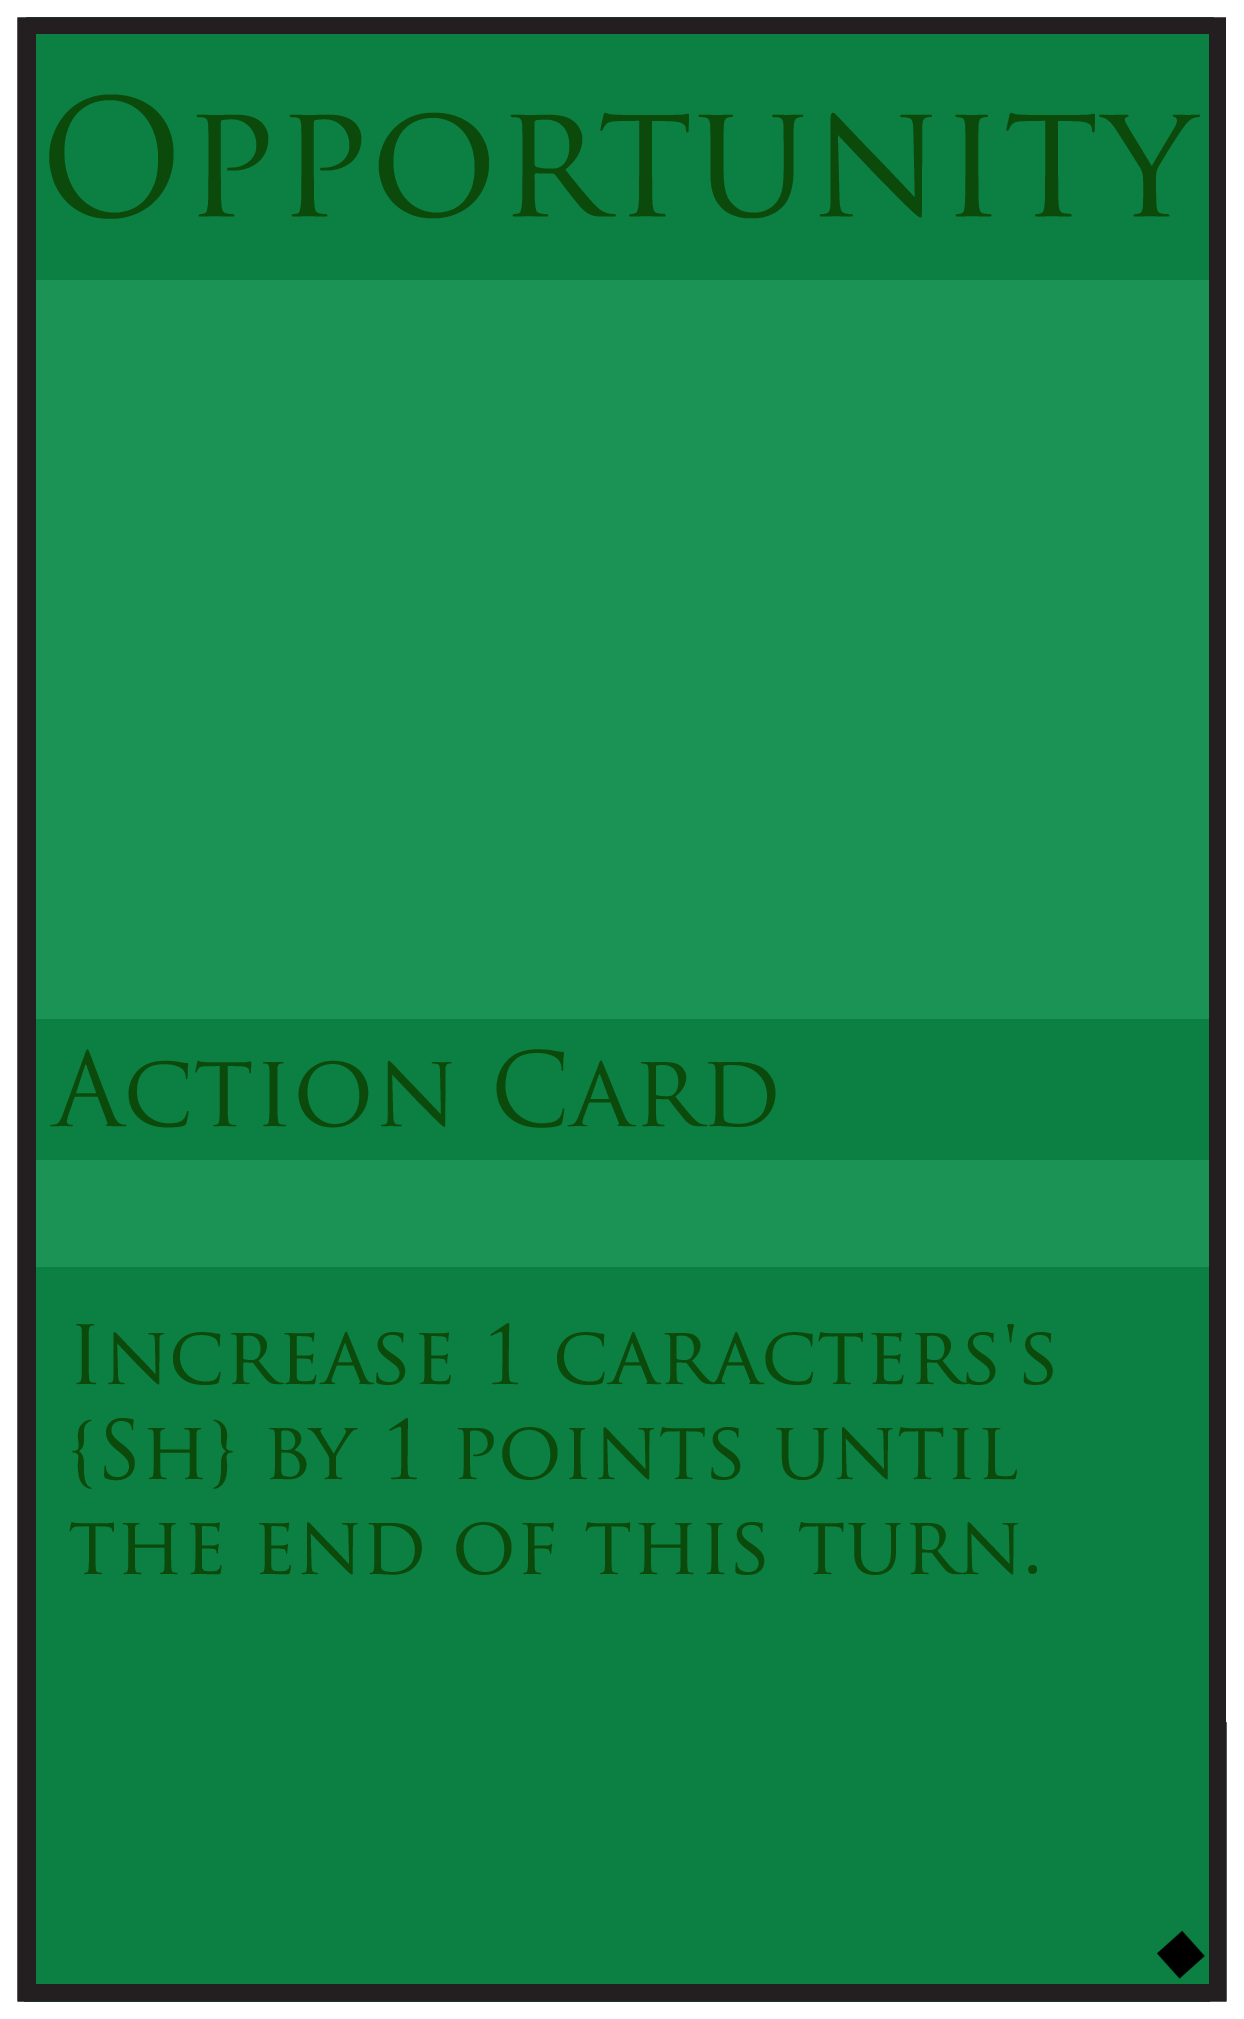 Opportunity
Action Card
Increase 1 caracters's
{Sh} by 1 points until
the end of this turn.